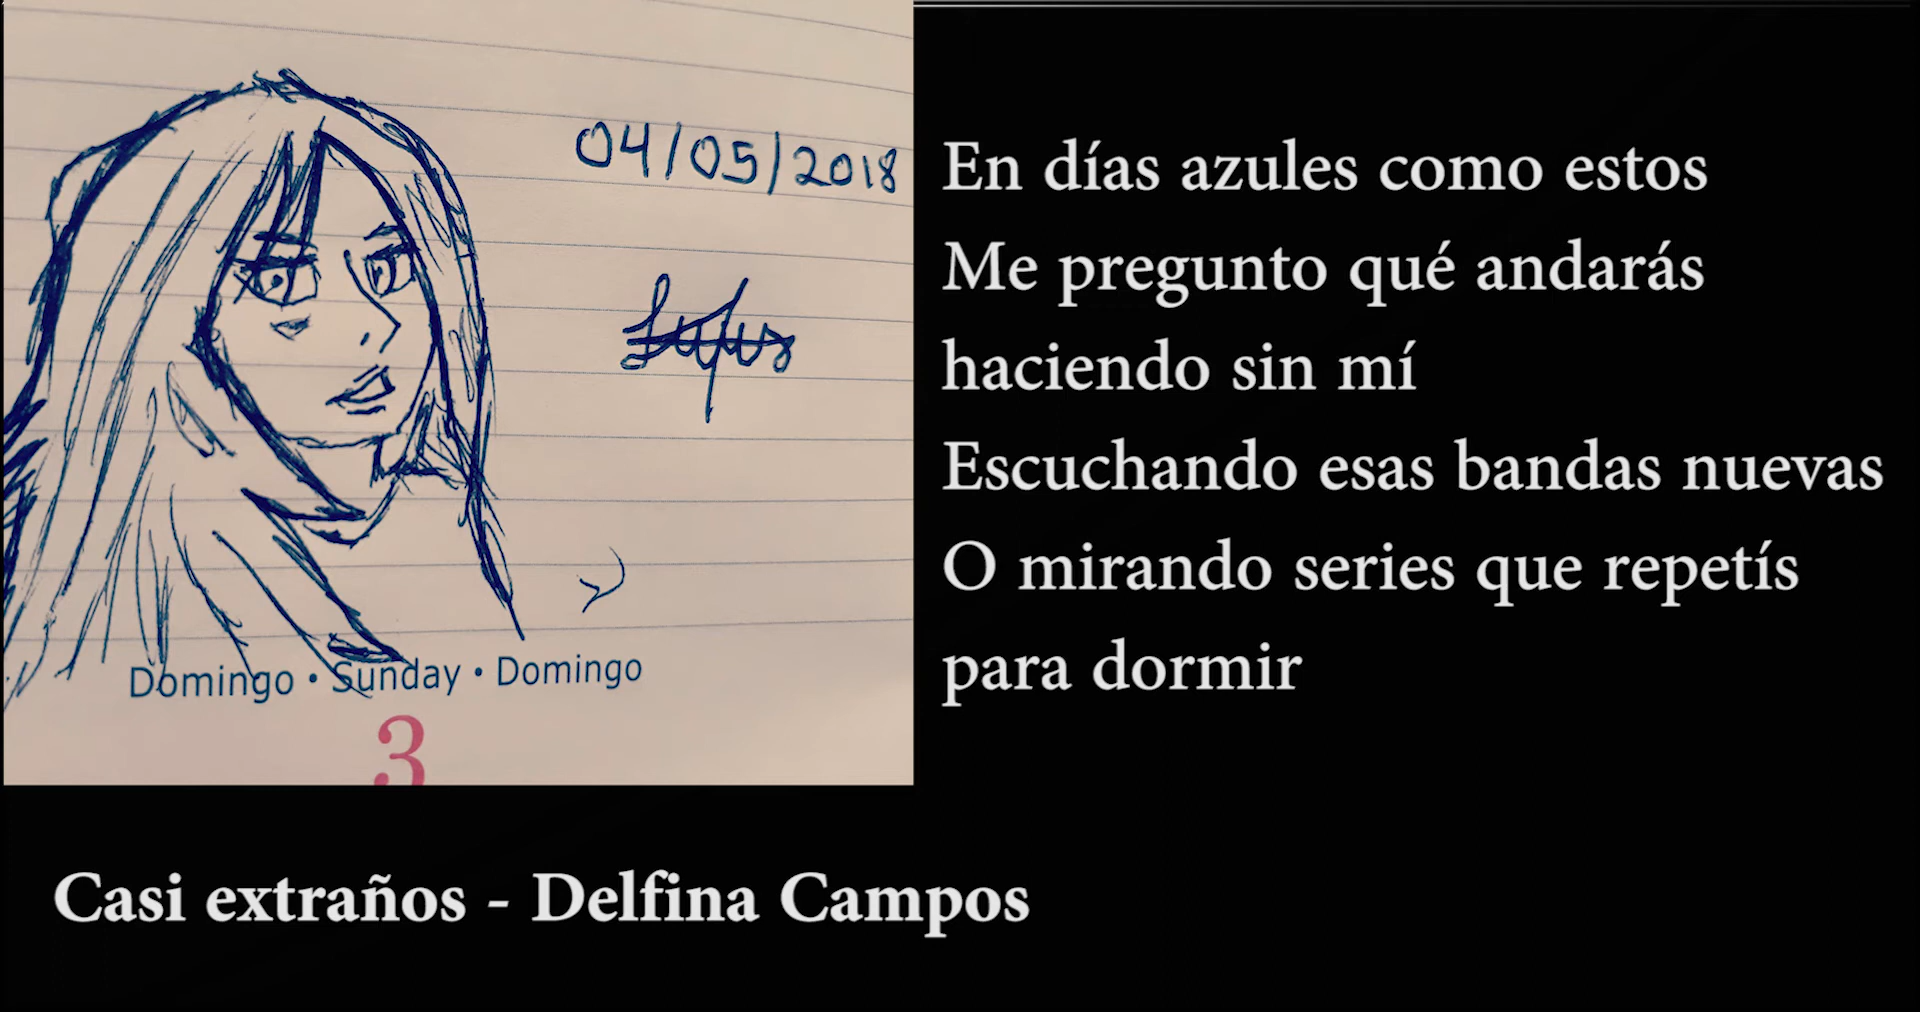 04/05/2018
Domingo • Sunday • Domingo
3
En días azules como estos
Me pregunto qué andarás
haciendo sin mí
Escuchando esas bandas nuevas
O mirando series que repetís
para dormir
Casi extraños - Delfina Campos